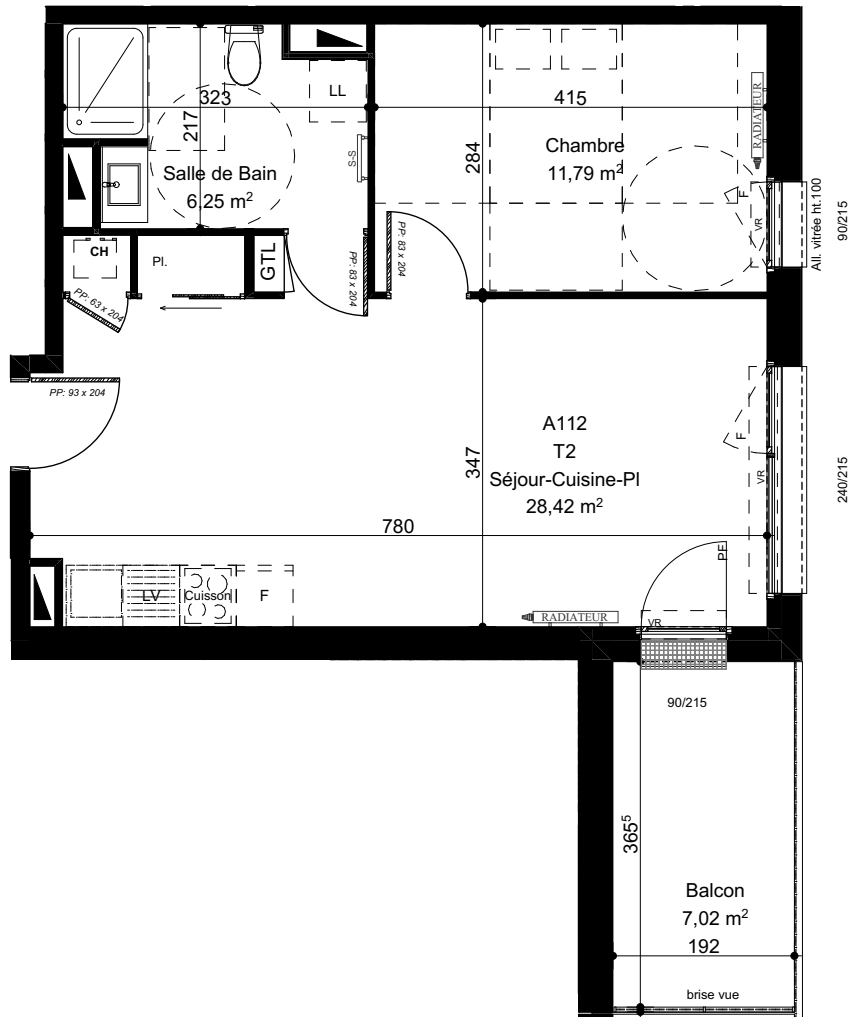 323
217
LL
S-S
Salle de Bain
6,25 m²
415
284
Chambre
11,79 m²
RADIATEUR
F
VR
All. vitrée ht.100
90/215
CH
Pl.
GTL
PP: 63 x 204
PP: 83 x 204
PP: 83 x 204
PP: 93 x 204
A112
T2
Séjour-Cuisine-Pl
28,42 m²
347
780
F
VR
240/215
LV
Cuisson
F
RADIATEUR
PF
VR
90/215
365⁵
Balcon
7,02 m²
192
brise vue